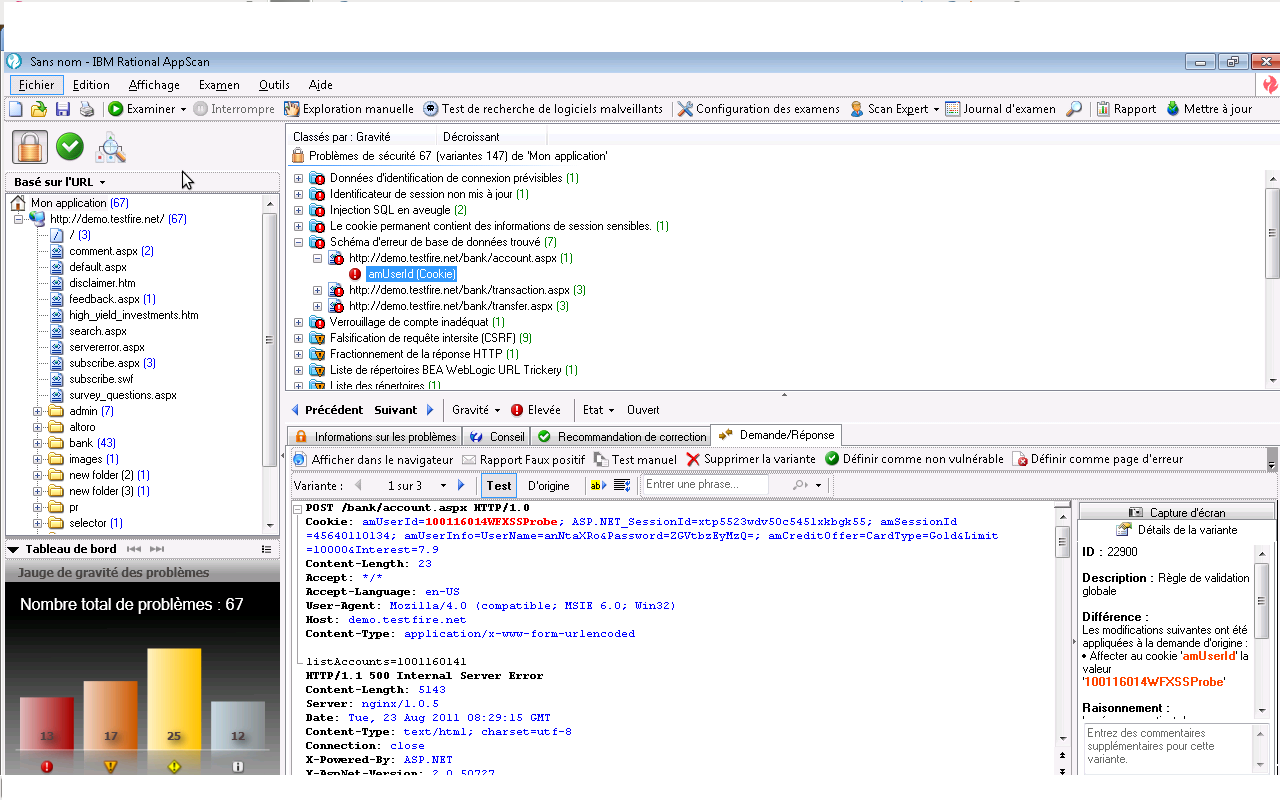 Sans nom - IBM Rational AppScan
Fichier Edition Affichage Examen Outils Aide
Examiner Interrompre Exploration manuelle Test de recherche de logiciels malveillants Configuration des examens Scan Expert Journal d'examen Rapport Mettre à jour
Basé sur l'URL
Mon application (67)
http://demo.testfire.net/ (67)
/ (3)
comment.aspx (2)
default.aspx
disclaimer.htm
feedback.aspx (1)
high_yield_investments.htm
search.aspx
servererror.aspx
subscribe.aspx (3)
subscribe.swf
survey_questions.aspx
admin (7)
altoro
bank (43)
images (1)
new folder (2) (1)
new folder (3) (1)
pr
selector (1)
Tableau de bord
Jauge de gravité des problèmes
Nombre total de problèmes : 67
13 17 25 12
Classés par : Gravité Décroissant
Problèmes de sécurité 67 (variantes 147) de 'Mon application'
Données d'identification de connexion prévisibles (1)
Identificateur de session non mis à jour (1)
Injection SQL en aveugle (2)
Le cookie permanent contient des informations de session sensibles. (1)
Schéma d'erreur de base de données trouvé (7)
http://demo.testfire.net/bank/account.aspx (1)
amUserId (Cookie)
http://demo.testfire.net/bank/transaction.aspx (3)
http://demo.testfire.net/bank/transfer.aspx (3)
Verrouillage de compte inadéquat (1)
Falsification de requête intersite (CSRF) (9)
Fractionnement de la réponse HTTP (1)
Liste de répertoires BEA WebLogic URL Trickery (1)
Liste des répertoires (1)
Précédent Suivant Gravité Elevée Etat Ouvert
Informations sur les problèmes Conseil Recommandation de correction Demande/Réponse
Afficher dans le navigateur Rapport Faux positif Test manuel Supprimer la variante Définir comme non vulnérable Définir comme page d'erreur
Variante : 1 sur 3 Test D'origine ab Entrer une phrase...
POST /bank/account.aspx HTTP/1.0
Cookie: amUserId=100116014WFXSSProbe; ASP.NET_SessionId=xtp5523wdv50c545lxkbgk55; amSessionId
=45640110134; amUserInfo=UserName=anNtaXRo&Password=ZGVtbzEyMzQ=; amCreditOffer=CardType=Gold&Limit
=10000&Interest=7.9
Content-Length: 23
Accept: */*
Accept-Language: en-US
User-Agent: Mozilla/4.0 (compatible; MSIE 6.0; Win32)
Host: demo.testfire.net
Content-Type: application/x-www-form-urlencoded
listAccounts=1001160141
HTTP/1.1 500 Internal Server Error
Content-Length: 5143
Server: nginx/1.0.5
Date: Tue, 23 Aug 2011 08:29:15 GMT
Content-Type: text/html; charset=utf-8
Connection: close
X-Powered-By: ASP.NET
X-AspNet-Version: 2.0.50727
Capture d'écran
Détails de la variante
ID : 22900
Description : Règle de validation
globale
Différence :
Les modifications suivantes ont été
appliquées à la demande d'origine :
• Affecter au cookie 'amUserId' la
valeur
'100116014WFXSSProbe'
Raisonnement :
Entrez des commentaires
supplémentaires pour cette
variante.